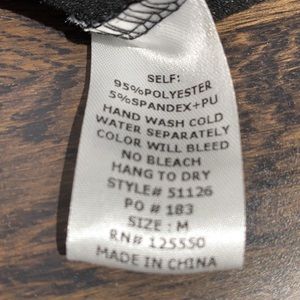 SELF:
95%POLYESTER
5%SPANDEX+PU
HAND WASH COLD
WATER SEPARATELY
COLOR WILL BLEED
NO BLEACH
HANG TO DRY
STYLE# 51126
PO # 183
SIZE : M
RN# 125550
MADE IN CHINA